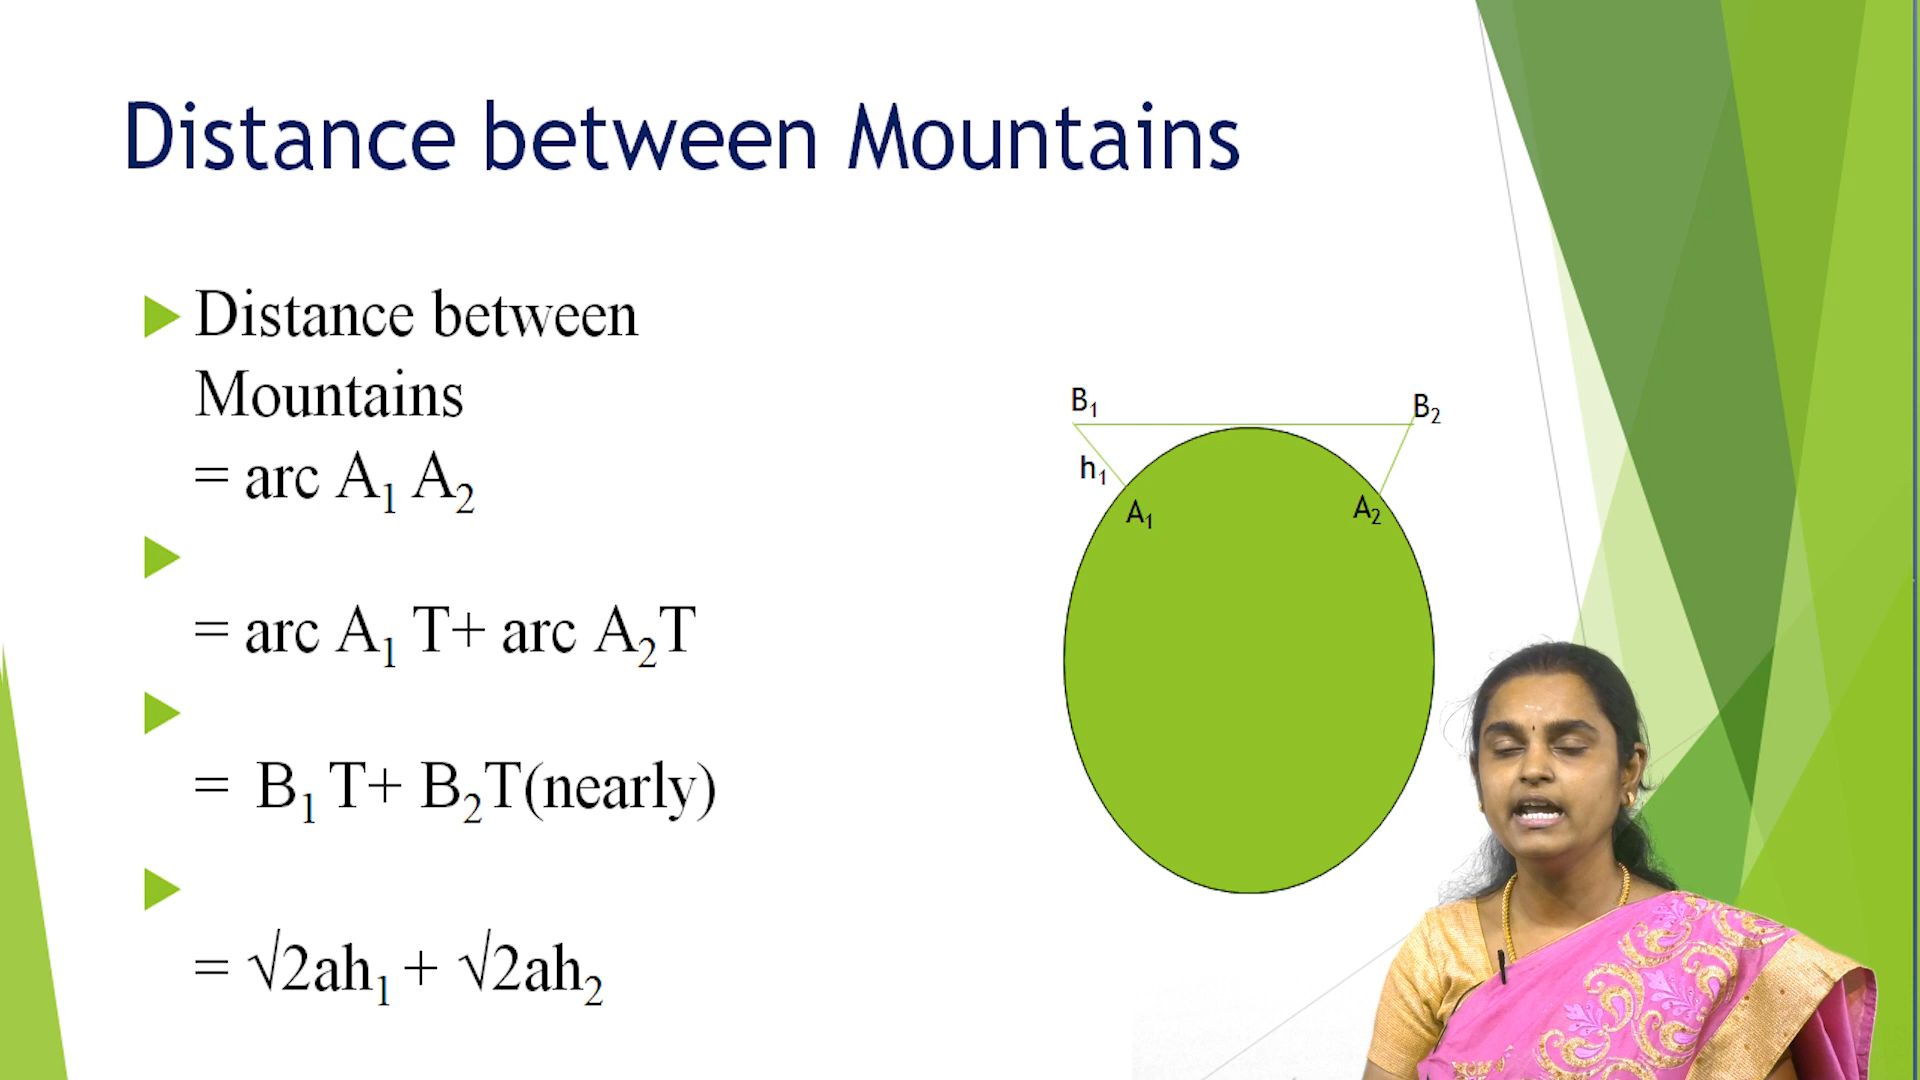 Distance between Mountains
Distance between
Mountains
= arc A₁ A₂
= arc A₁ T+ arc A₂T
= B₁ T+ B₂T(nearly)
= √2ah₁ + √2ah₂
B₁
B₂
h₁
A₁
A₂